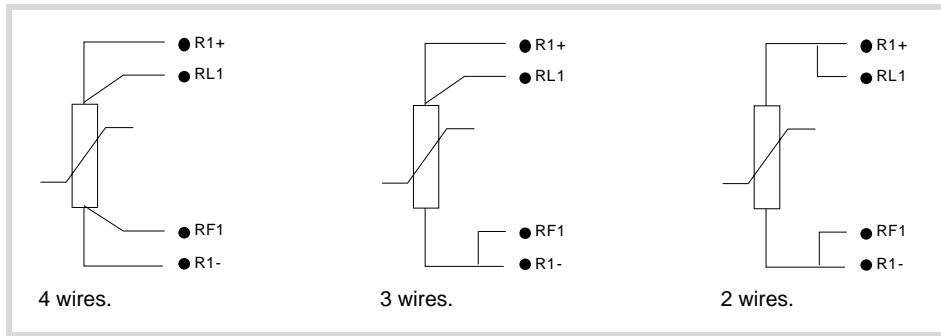 R1+ R1+ R1+
RL1 RL1 RL1
RF1 RF1 RF1
R1- R1- R1-
4 wires. 3 wires. 2 wires.